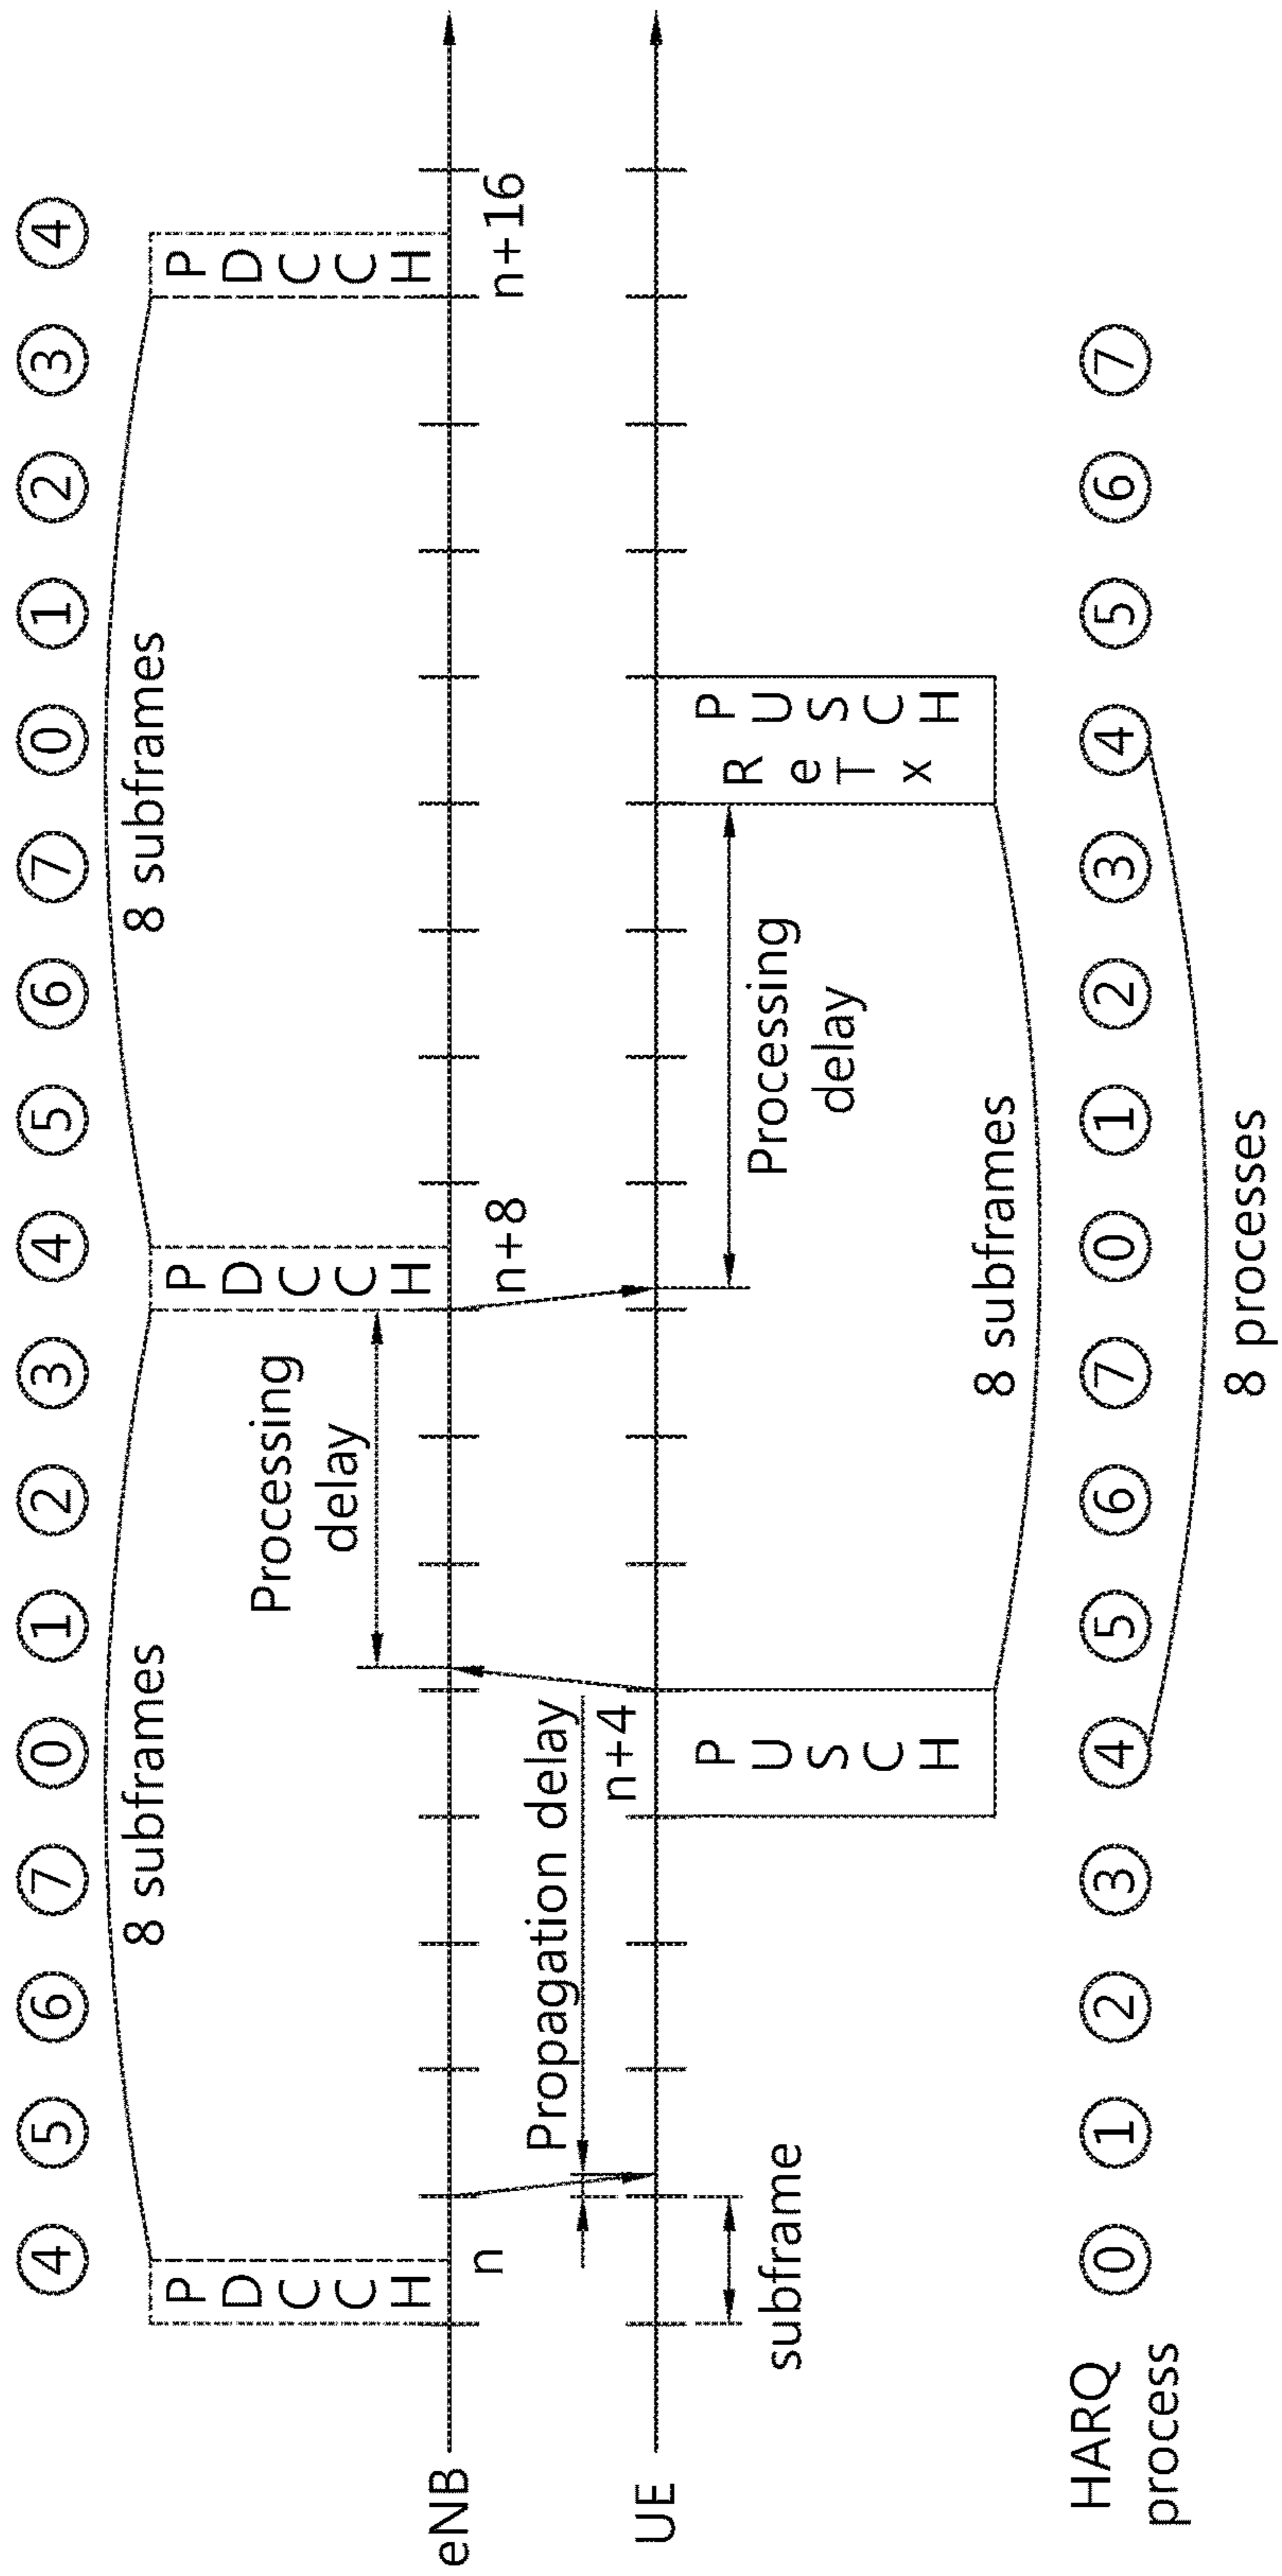 ④ ⑤ ⑥ ⑦ ⓪ ① ② ③ ④ ⑤ ⑥ ⑦ ⓪ ① ② ③ ④
8 subframes
8 subframes
PDCCH
PDCCH
PDCCH
Processing
delay
eNB
n
n+8
n+16
Propagation delay
n+4
UE
subframe
PUSCH
Processing
delay
ReTx
PUSCH
8 subframes
HARQ
process
⓪ ① ② ③ ④ ⑤ ⑥ ⑦ ⓪ ① ② ③ ④ ⑤ ⑥ ⑦
8 processes